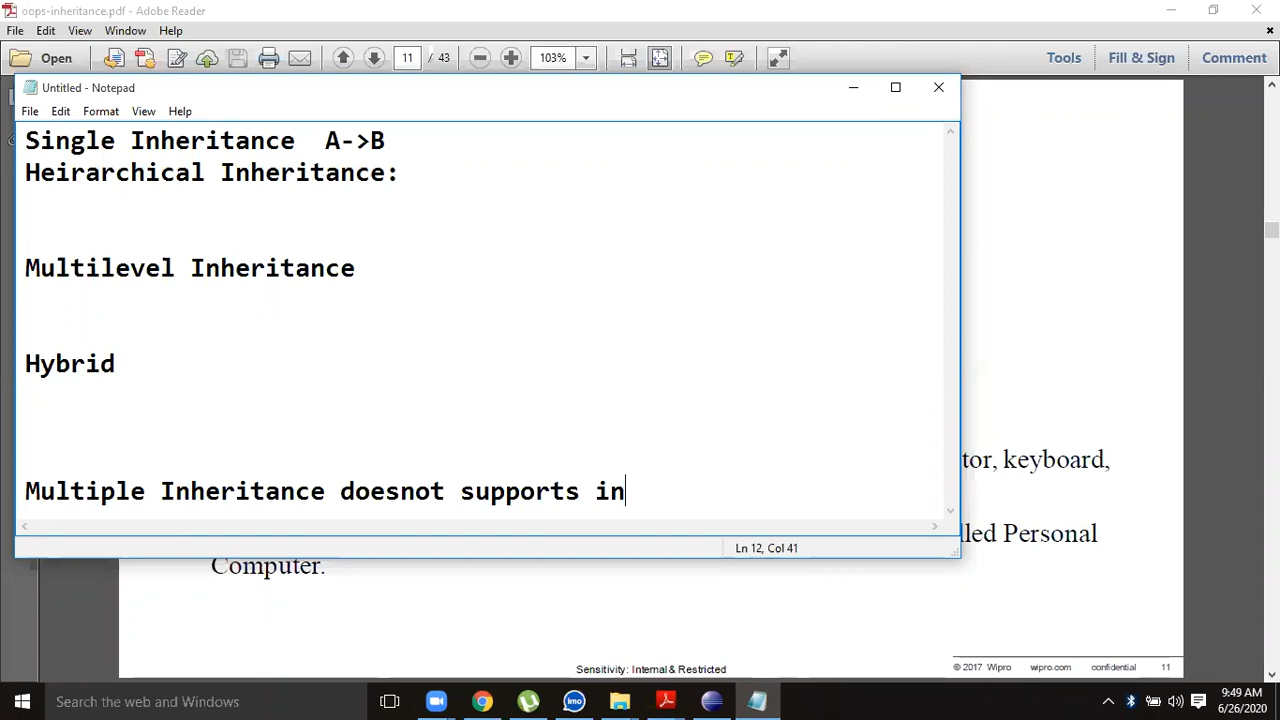 oops-inheritance.pdf - Adobe Reader
File Edit View Window Help
Open 11 / 43 103% Tools Fill & Sign Comment
Untitled - Notepad
File Edit Format View Help
Single Inheritance A->B
Heirarchical Inheritance:
Multilevel Inheritance
Hybrid
tor, keyboard,
Multiple Inheritance doesnot supports in
lled Personal
Ln 12, Col 41
Computer.
Sensitivity: Internal & Restricted © 2017 Wipro wipro.com confidential 11
Search the web and Windows
9:49 AM
6/26/2020